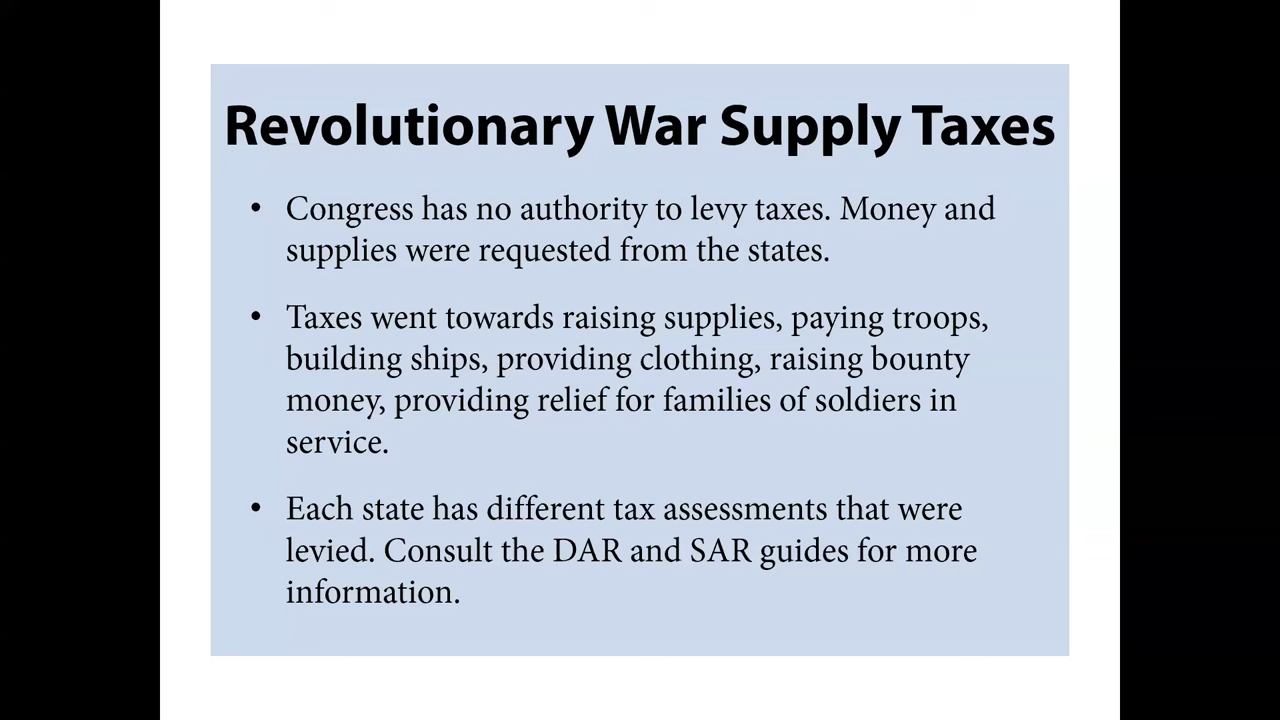 Revolutionary War Supply Taxes
• Congress has no authority to levy taxes. Money and
supplies were requested from the states.
• Taxes went towards raising supplies, paying troops,
building ships, providing clothing, raising bounty
money, providing relief for families of soldiers in
service.
• Each state has different tax assessments that were
levied. Consult the DAR and SAR guides for more
information.